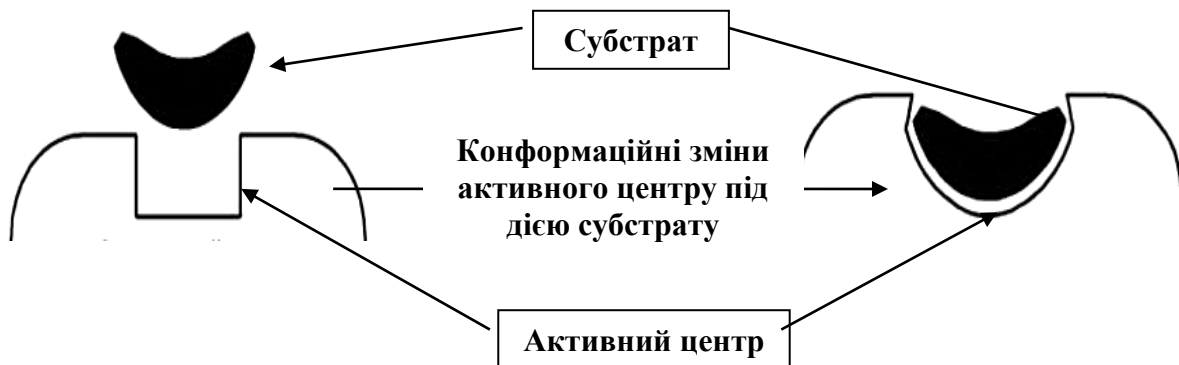 Субстрат
Конформаційні зміни
активного центру під
дією субстрату
Активний центр